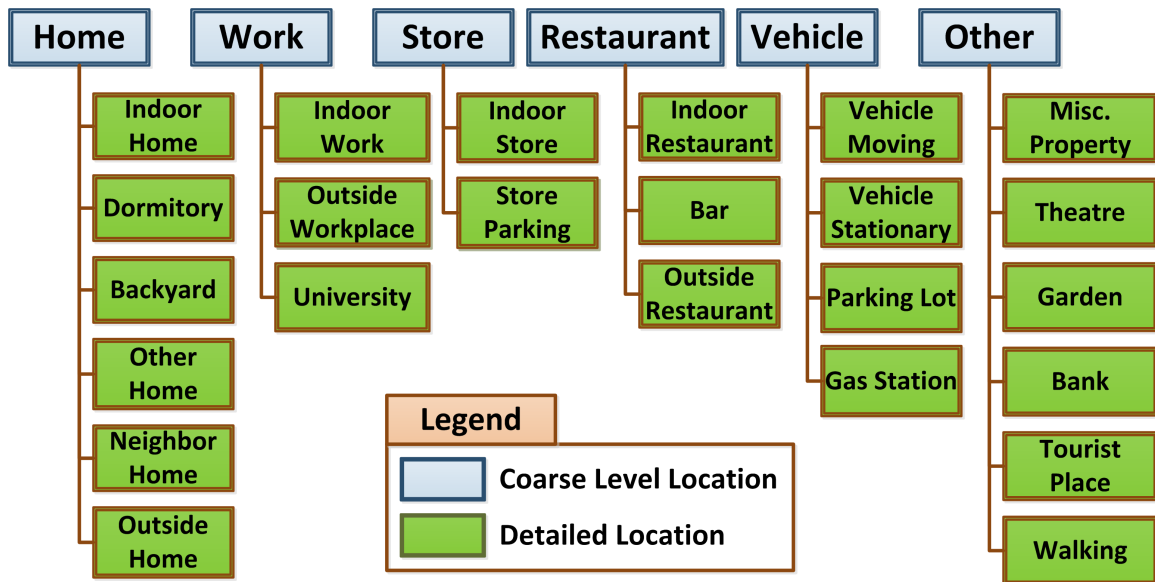 Home
Work
Store
Restaurant
Vehicle
Other
Indoor
Home
Dormitory
Backyard
Other
Home
Neighbor
Home
Outside
Home
Indoor
Work
Outside
Workplace
University
Indoor
Store
Store
Parking
Indoor
Restaurant
Bar
Outside
Restaurant
Vehicle
Moving
Vehicle
Stationary
Parking Lot
Gas Station
Misc.
Property
Theatre
Garden
Bank
Tourist
Place
Walking
Legend
Coarse Level Location
Detailed Location